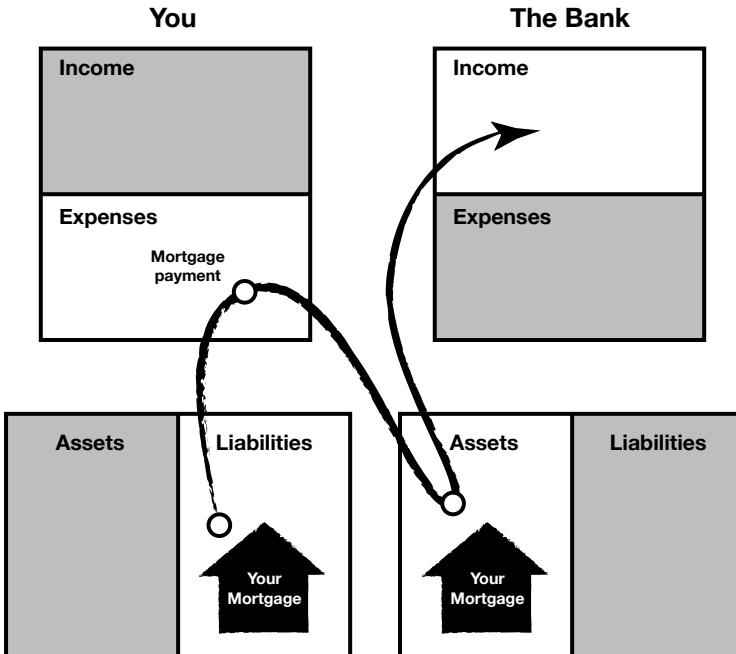 You
The Bank
Income
Income
Expenses
Expenses
Mortgage
payment
Assets
Liabilities
Assets
Liabilities
Your
Mortgage
Your
Mortgage